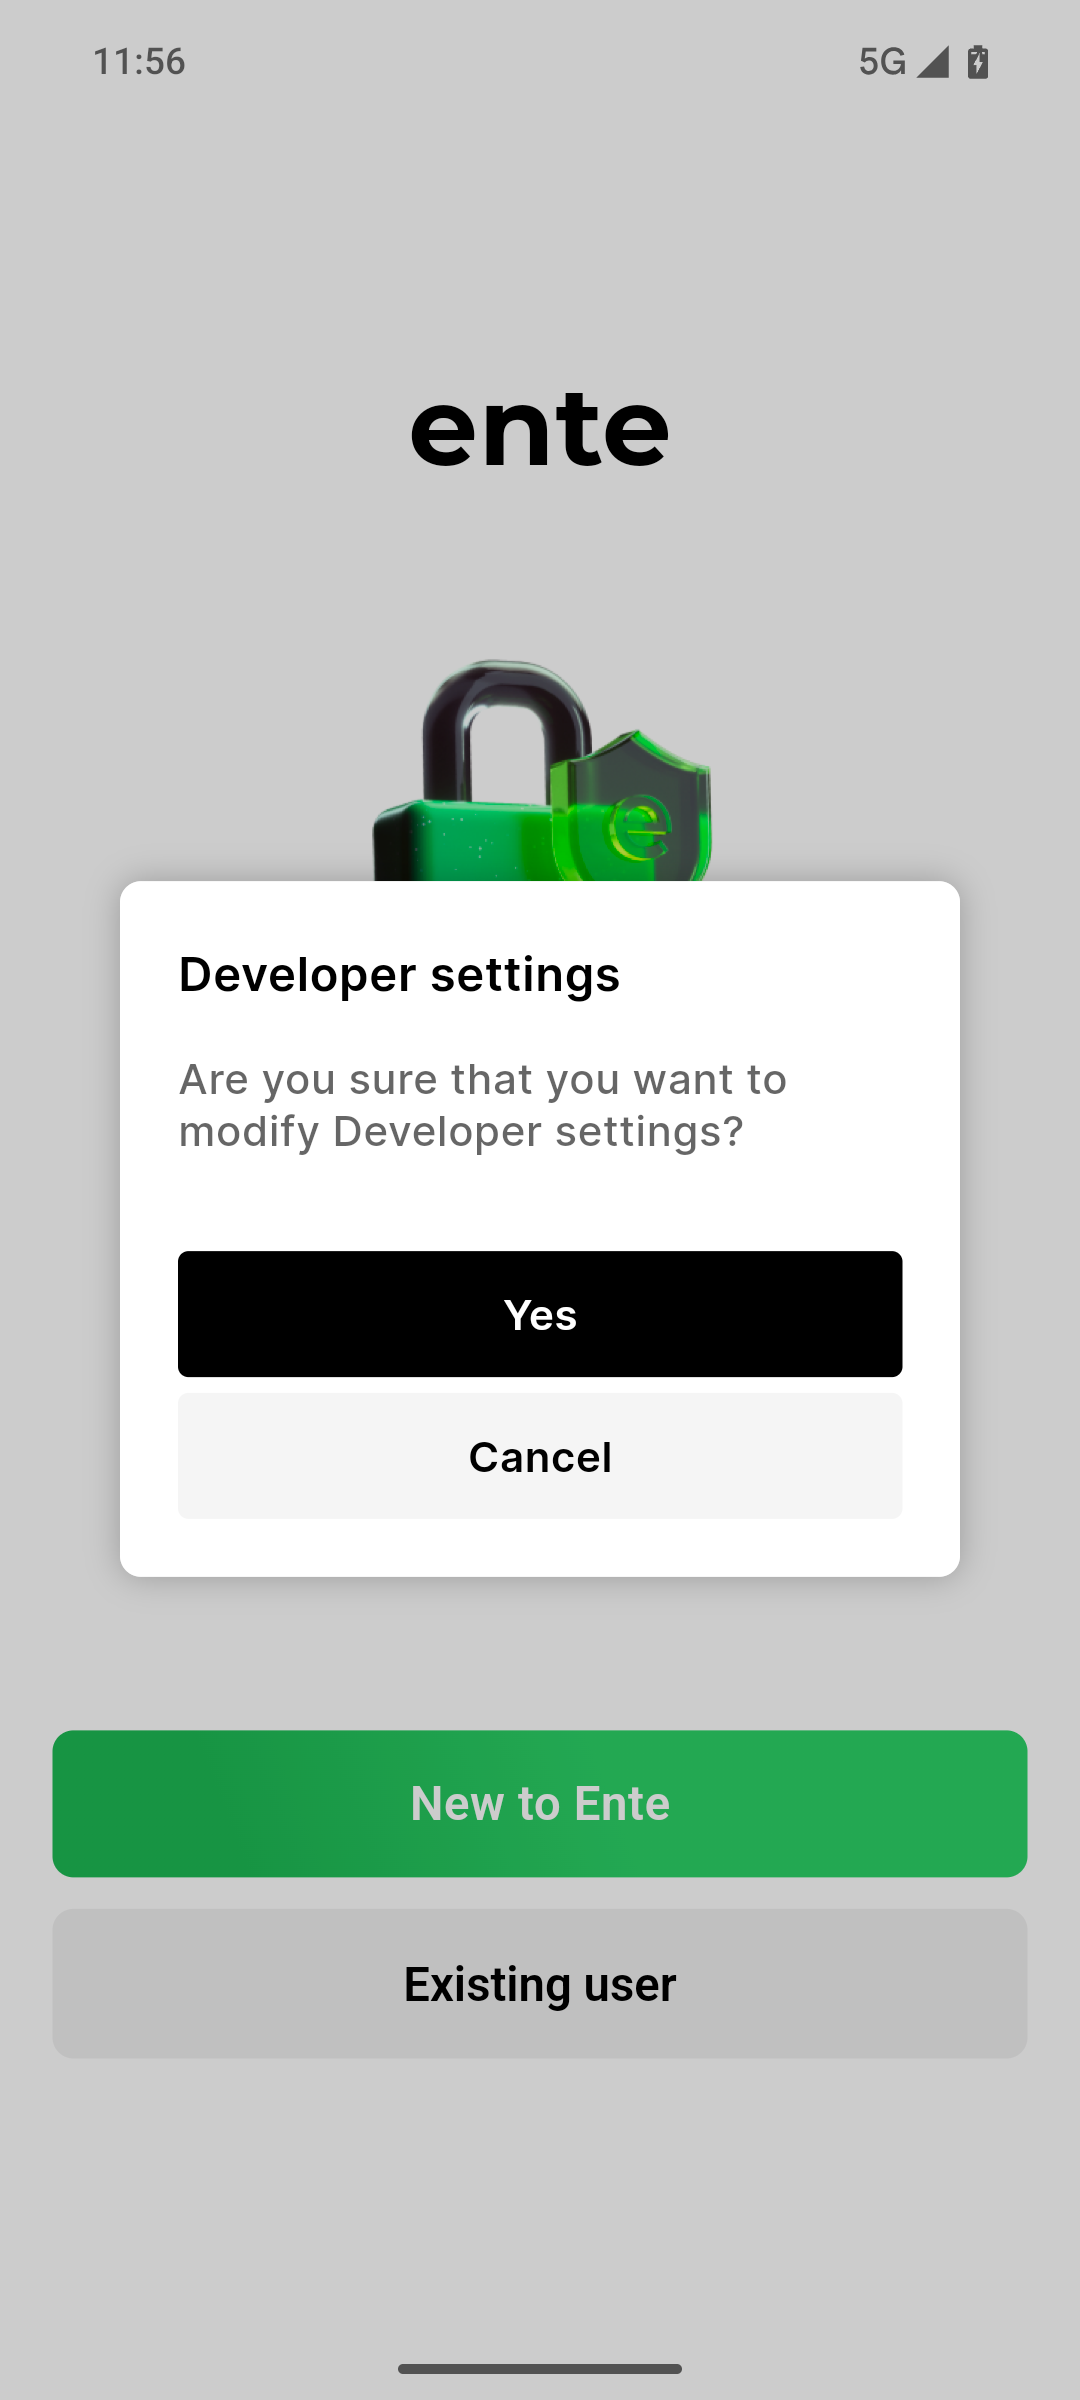 11:56
5G
ente
e
Developer settings
Are you sure that you want to
modify Developer settings?
Yes
Cancel
New to Ente
Existing user